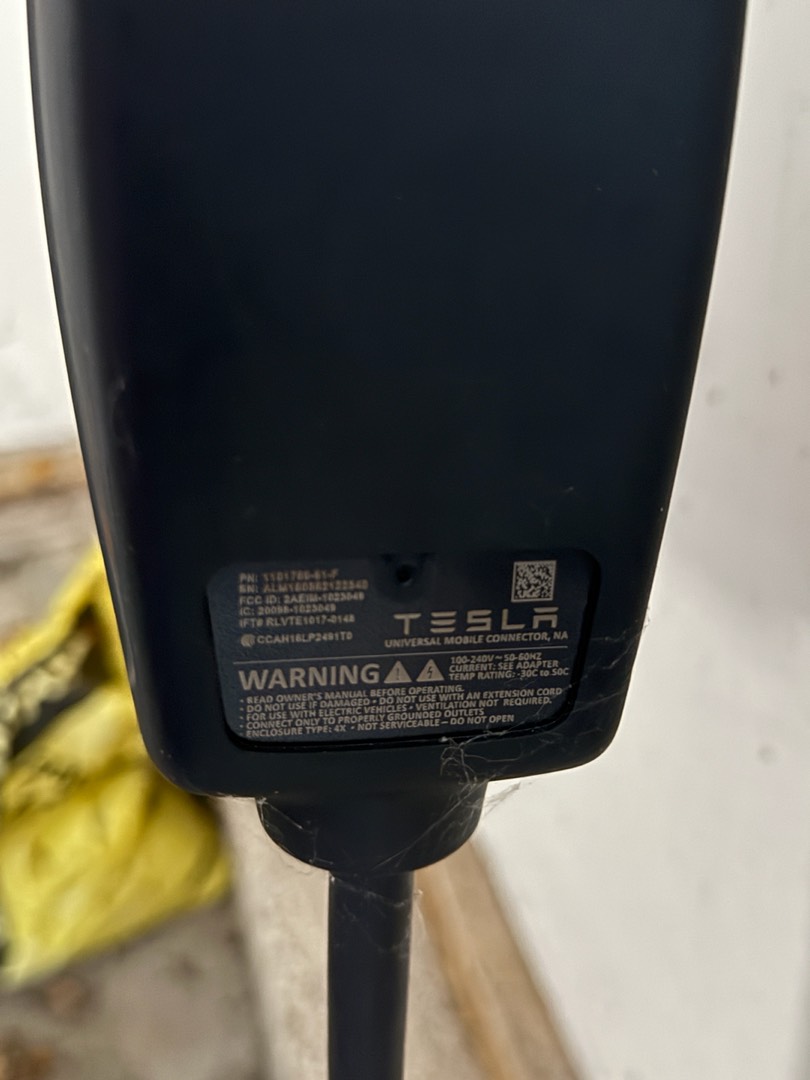 PN: 1101789-61-F
SN:
FCC ID: 2AEIM-1023049
IC: 20098-1023049
IFT# RLVTE1017-0148
CCAH16LP2491T0
TESLA
UNIVERSAL MOBILE CONNECTOR, NA
WARNING
100-240V ~ 50-60HZ
CURRENT: SEE ADAPTER
TEMP RATING: -30C to 50C
• READ OWNER'S MANUAL BEFORE OPERATING.
• DO NOT USE IF DAMAGED • DO NOT USE WITH AN EXTENSION CORD
• FOR USE WITH ELECTRIC VEHICLES • VENTILATION NOT REQUIRED.
• CONNECT ONLY TO PROPERLY GROUNDED OUTLETS
ENCLOSURE TYPE: 4X • NOT SERVICEABLE – DO NOT OPEN